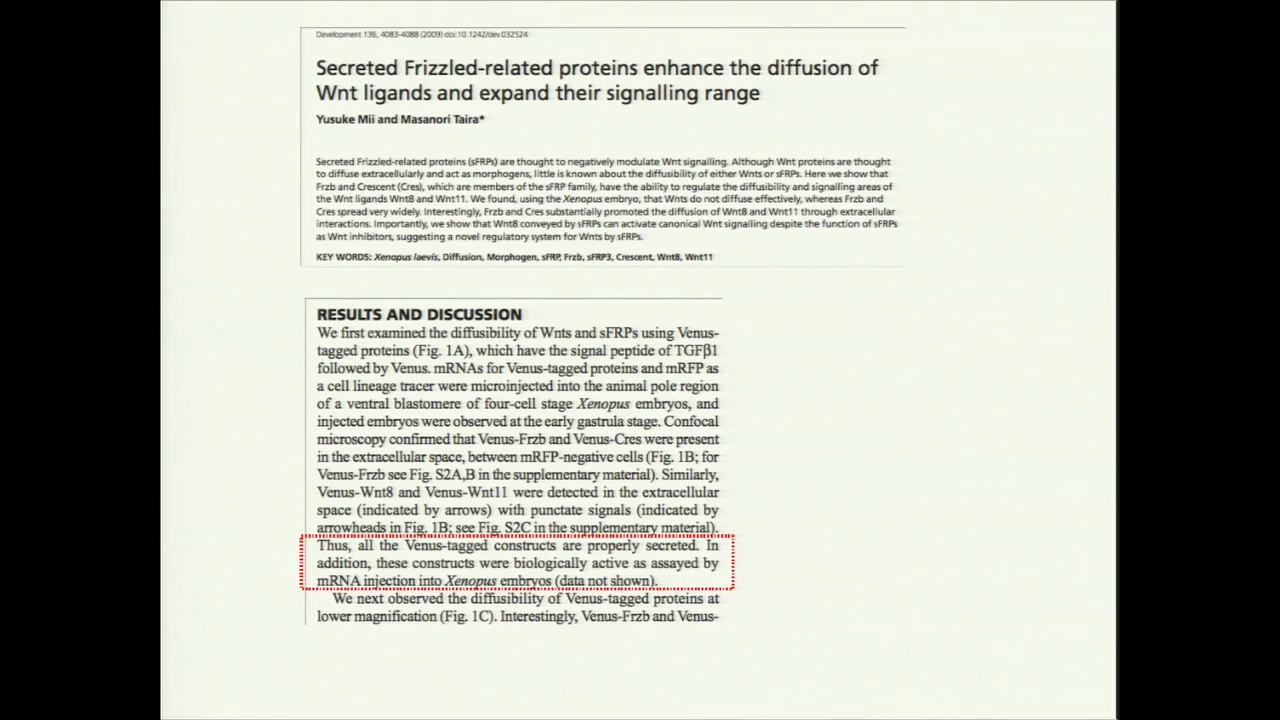 Development 136, 4083-4088 (2009) doi:10.1242/dev.032524
Secreted Frizzled-related proteins enhance the diffusion of
Wnt ligands and expand their signalling range
Yusuke Mii and Masanori Taira*
Secreted Frizzled-related proteins (sFRPs) are thought to negatively modulate Wnt signalling. Although Wnt proteins are thought
to diffuse extracellularly and act as morphogens, little is known about the diffusibility of either Wnts or sFRPs. Here we show that
Frzb and Crescent (Cres), which are members of the sFRP family, have the ability to regulate the diffusibility and signalling areas of
the Wnt ligands Wnt8 and Wnt11. We found, using the Xenopus embryo, that Wnts do not diffuse effectively, whereas Frzb and
Cres spread very widely. Interestingly, Frzb and Cres substantially promoted the diffusion of Wnt8 and Wnt11 through extracellular
interactions. Importantly, we show that Wnt8 conveyed by sFRPs can activate canonical Wnt signalling despite the function of sFRPs
as Wnt inhibitors, suggesting a novel regulatory system for Wnts by sFRPs.
KEY WORDS: Xenopus laevis, Diffusion, Morphogen, sFRP, Frzb, sFRP3, Crescent, Wnt8, Wnt11
RESULTS AND DISCUSSION
We first examined the diffusibility of Wnts and sFRPs using Venus-
tagged proteins (Fig. 1A), which have the signal peptide of TGFβ1
followed by Venus. mRNAs for Venus-tagged proteins and mRFP as
a cell lineage tracer were microinjected into the animal pole region
of a ventral blastomere of four-cell stage Xenopus embryos, and
injected embryos were observed at the early gastrula stage. Confocal
microscopy confirmed that Venus-Frzb and Venus-Cres were present
in the extracellular space, between mRFP-negative cells (Fig. 1B; for
Venus-Frzb see Fig. S2A,B in the supplementary material). Similarly,
Venus-Wnt8 and Venus-Wnt11 were detected in the extracellular
space (indicated by arrows) with punctate signals (indicated by
arrowheads in Fig. 1B; see Fig. S2C in the supplementary material).
Thus, all the Venus-tagged constructs are properly secreted. In
addition, these constructs were biologically active as assayed by
mRNA injection into Xenopus embryos (data not shown).
We next observed the diffusibility of Venus-tagged proteins at
lower magnification (Fig. 1C). Interestingly, Venus-Frzb and Venus-